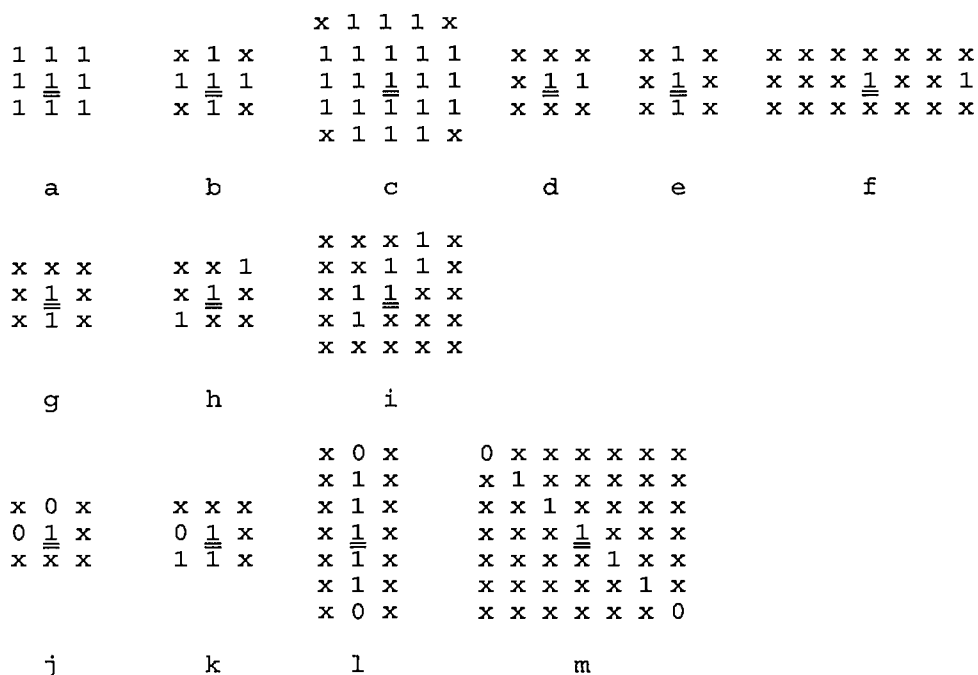 x 1 1 1 x
1 1 1 x 1 x 1 1 1 1 1 x x x x 1 x x x x x x x x
1 1 1 1 1 1 1 1 1 1 1 x 1 1 x 1 x x x x 1 x x 1
1 1 1 x 1 x 1 1 1 1 1 x x x x 1 x x x x x x x x
x 1 1 1 x
a b c d e f
x x x 1 x
x x x x x 1 x x 1 1 x
x 1 x x 1 x x 1 1 x x
x 1 x 1 x x x 1 x x x
x x x x x
g h i
x 0 x 0 x x x x x x
x 1 x x 1 x x x x x
x 0 x x x x x 1 x x x 1 x x x x
0 1 x 0 1 x x 1 x x x x 1 x x x
x x x 1 1 x x 1 x x x x x 1 x x
x 1 x x x x x x 1 x
x 0 x x x x x x x 0
j k l m